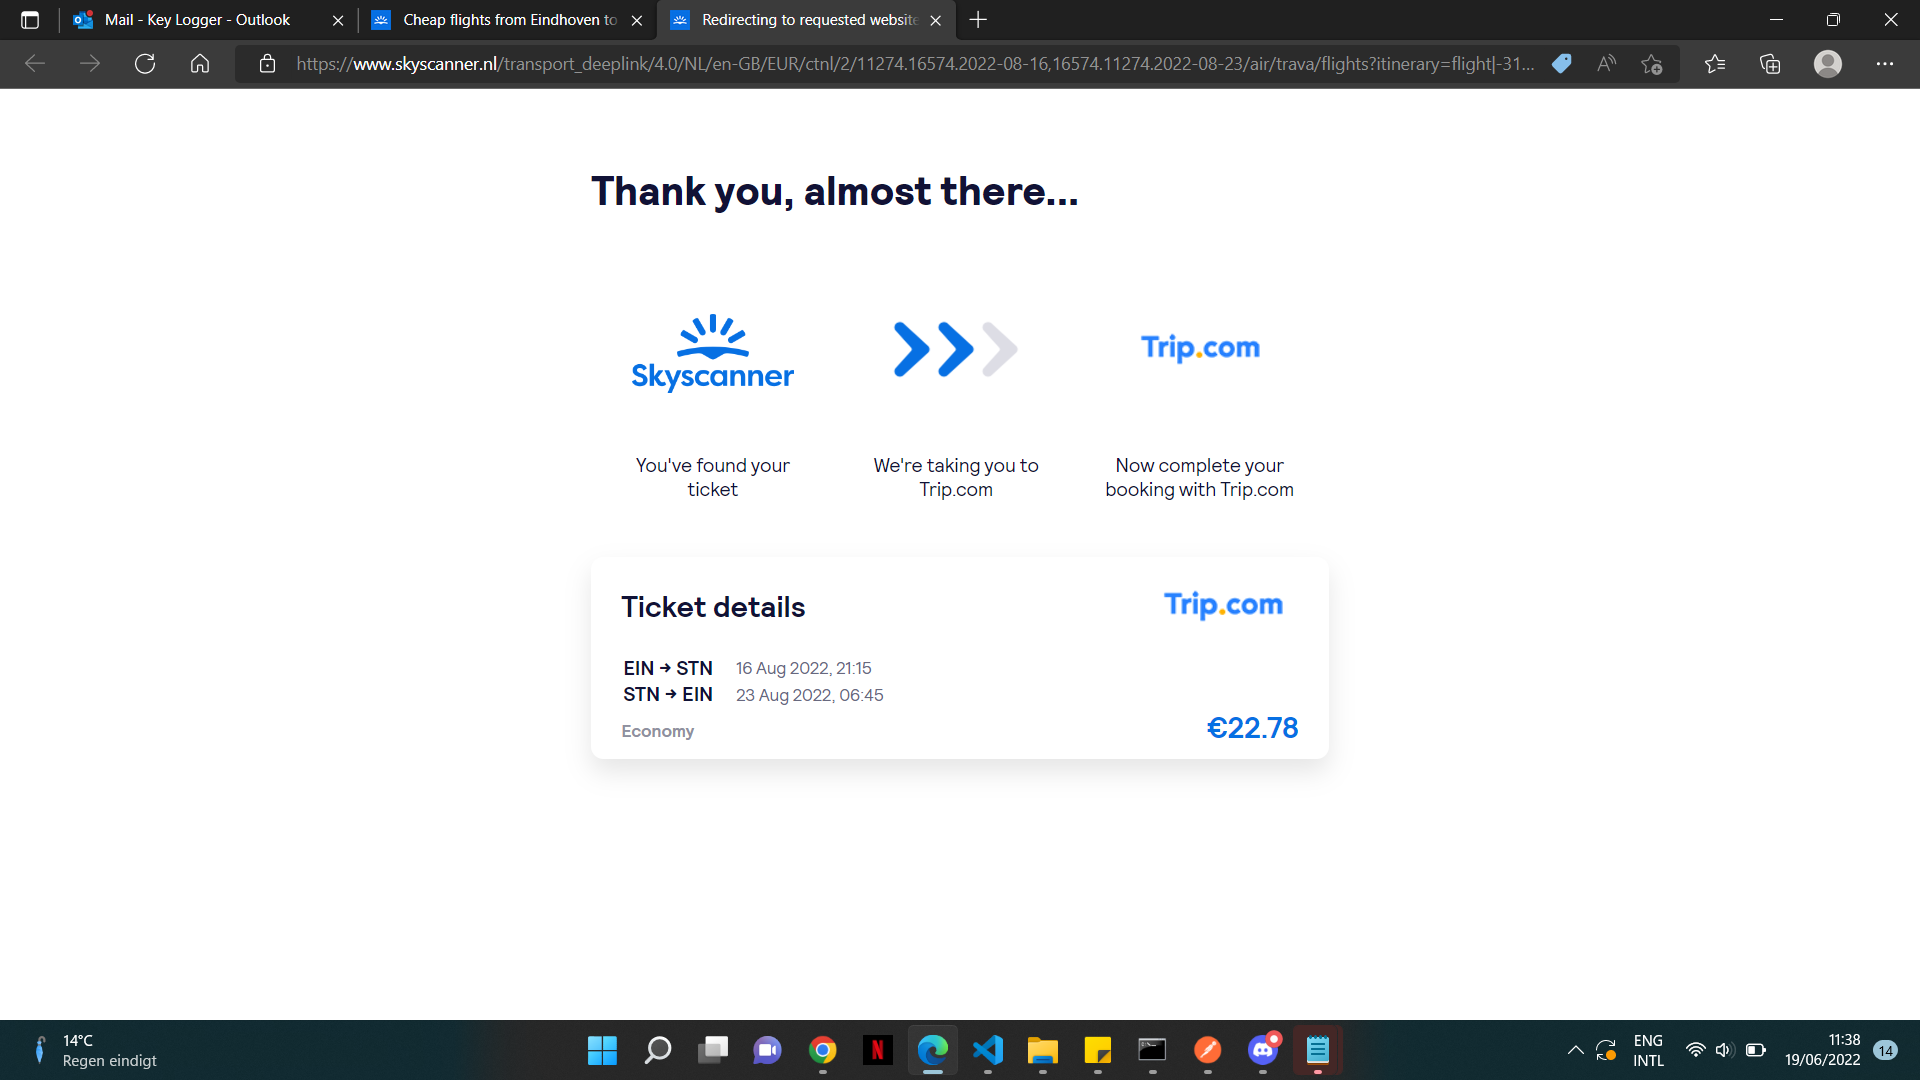 Mail - Key Logger - Outlook
Cheap flights from Eindhoven to
Redirecting to requested website
https://www.skyscanner.nl/transport_deeplink/4.0/NL/en-GB/EUR/ctnl/2/11274.16574.2022-08-16,16574.11274.2022-08-23/air/trava/flights?itinerary=flight|-31...
Thank you, almost there...
Skyscanner
Trip.com
You've found your
ticket
We're taking you to
Trip.com
Now complete your
booking with Trip.com
Ticket details
Trip.com
EIN → STN 16 Aug 2022, 21:15
STN → EIN 23 Aug 2022, 06:45
Economy
€22.78
14°C
Regen eindigt
N
ENG
INTL
11:38
19/06/2022
14